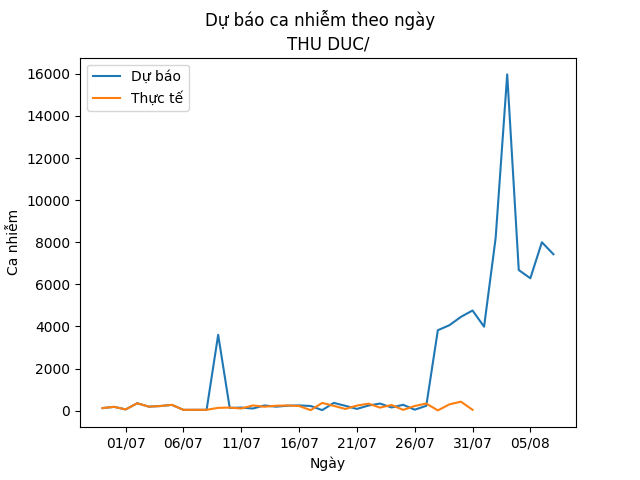 Dự báo ca nhiễm theo ngày
THU DUC/
Dự báo
Thực tế
Ca nhiễm
16000
14000
12000
10000
8000
6000
4000
2000
0
01/07 06/07 11/07 16/07 21/07 26/07 31/07 05/08
Ngày